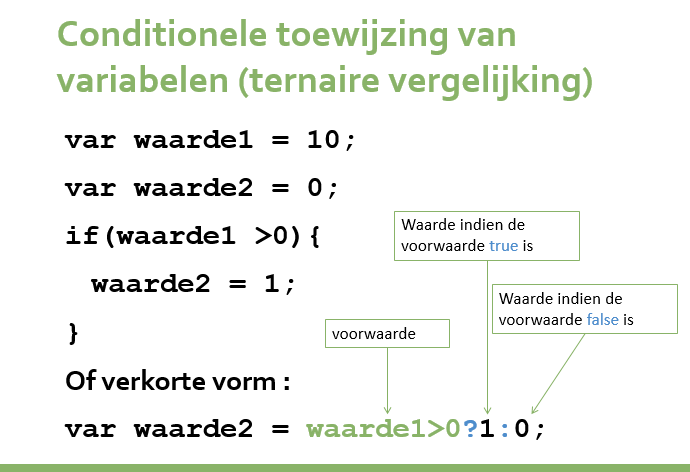 Conditionele toewijzing van
variabelen (ternaire vergelijking)
var waarde1 = 10;
var waarde2 = 0;
if(waarde1 >0){
waarde2 = 1;
}
Waarde indien de
voorwaarde true is
Waarde indien de
voorwaarde false is
voorwaarde
Of verkorte vorm :
var waarde2 = waarde1>0?1:0;